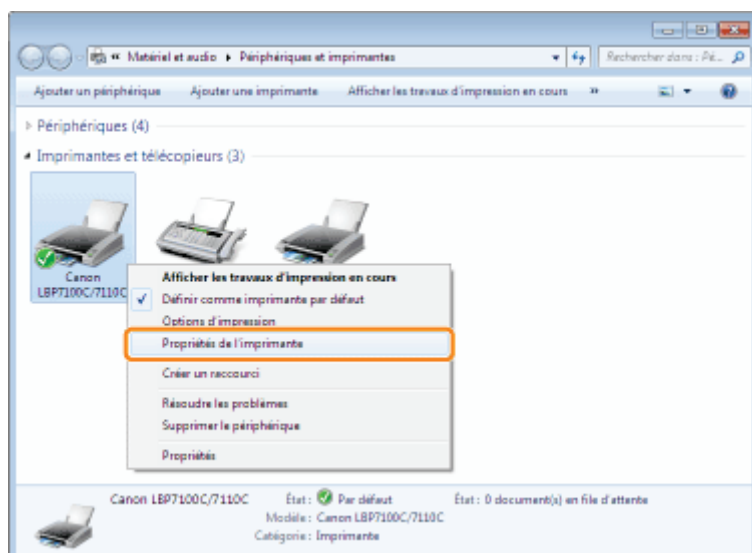 « Matériel et audio ▸ Périphériques et imprimantes
Rechercher dans : Pé...
Ajouter un périphérique Ajouter une imprimante Afficher les travaux d'impression en cours »
Périphériques (4)
Imprimantes et télécopieurs (3)
Canon
LBP7100C/7110C
Afficher les travaux d'impression en cours
Définir comme imprimante par défaut
Options d'impression
Propriétés de l'imprimante
Créer un raccourci
Résoudre les problèmes
Supprimer le périphérique
Propriétés
Canon LBP7100C/7110C État : Par défaut État : 0 document(s) en file d'attente
Modèle : Canon LBP7100C/7110C
Catégorie : Imprimante